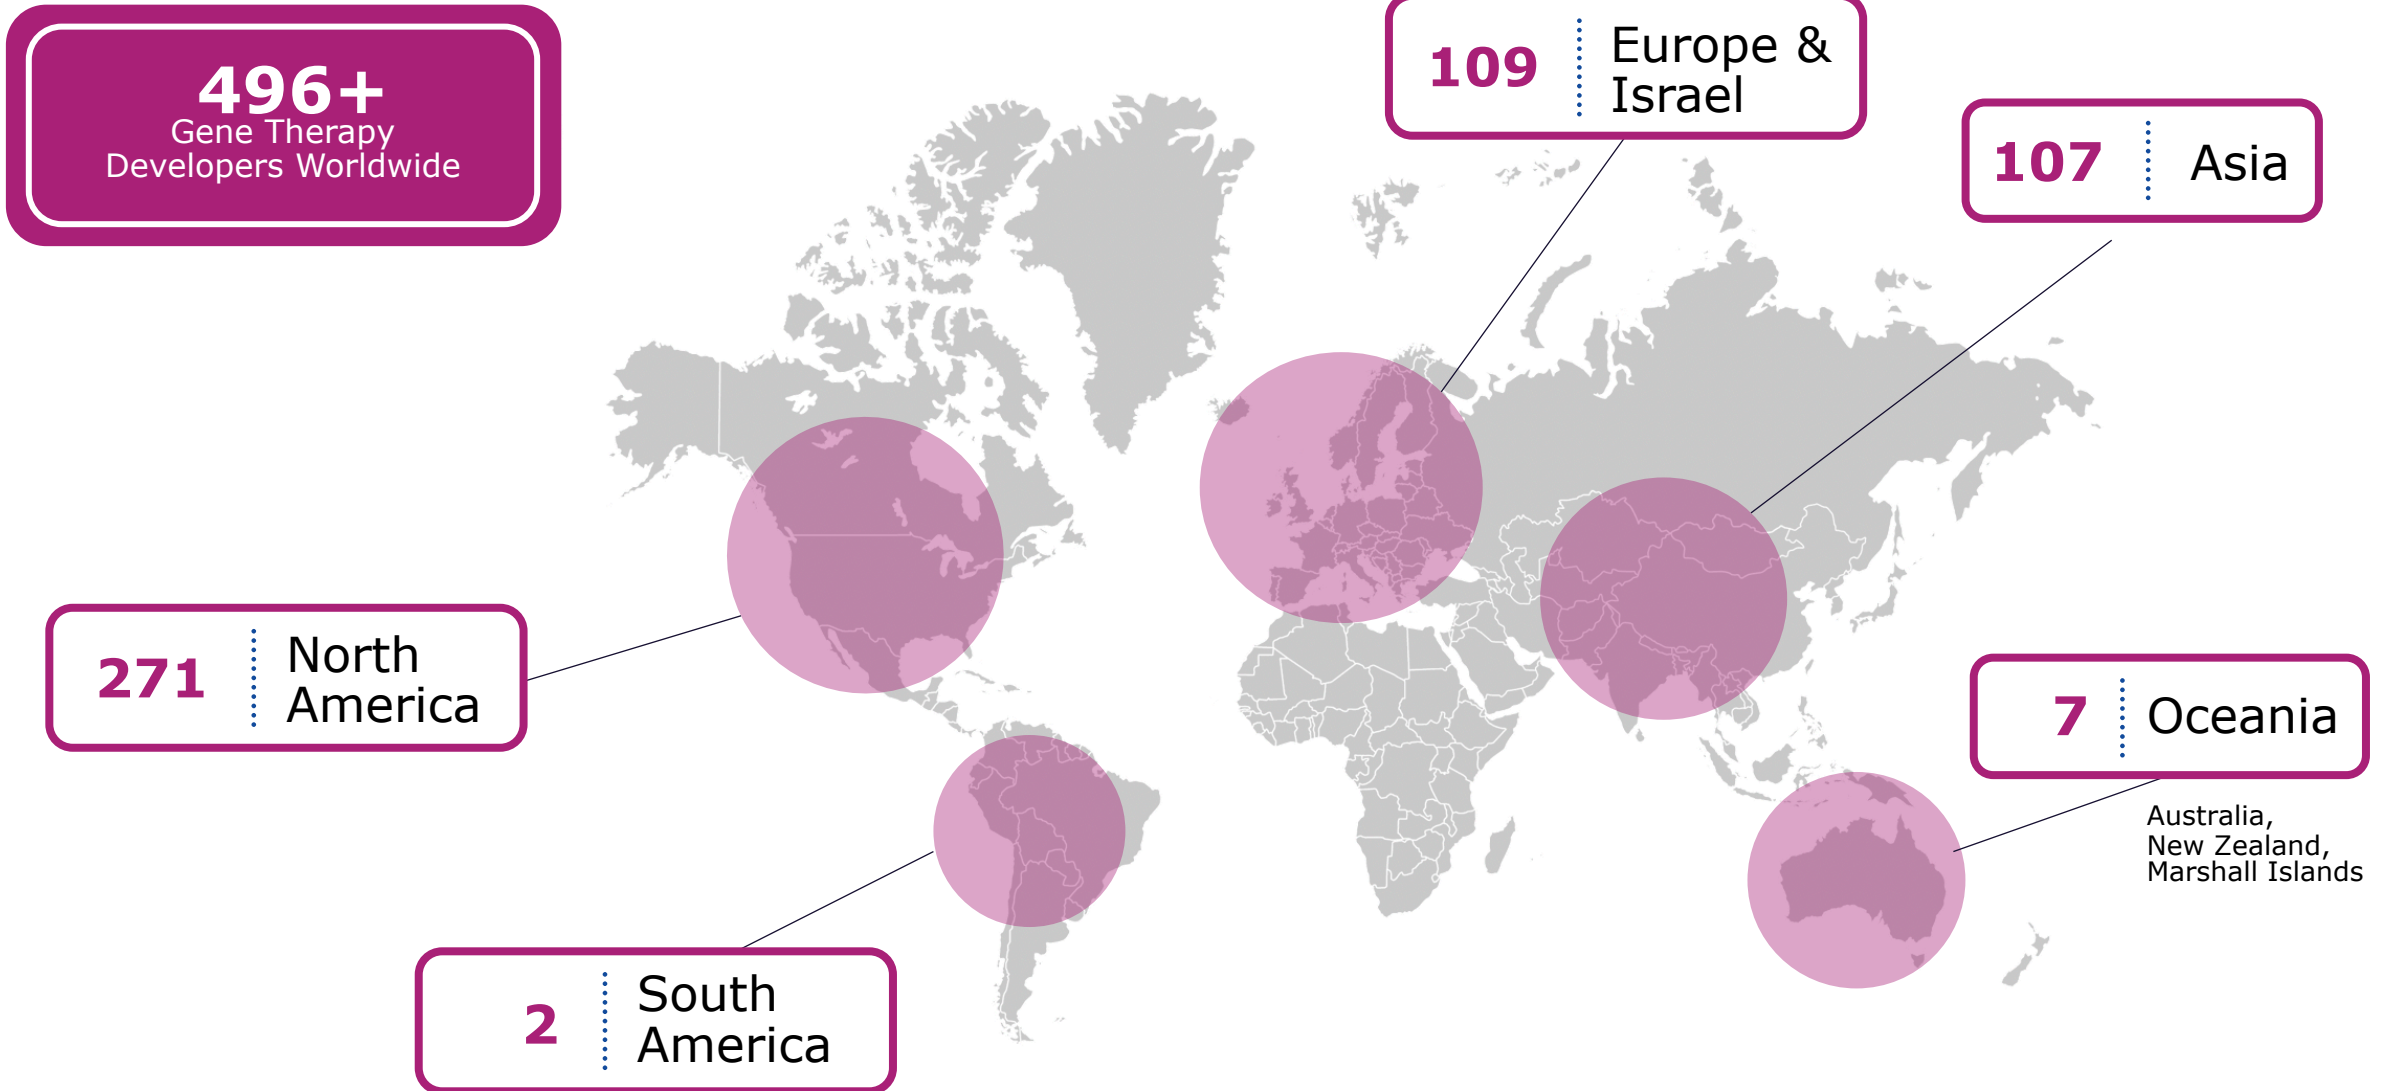 496+
Gene Therapy
Developers Worldwide
109
Europe &
Israel
107
Asia
271
North
America
7
Oceania
Australia,
New Zealand,
Marshall Islands
2
South
America